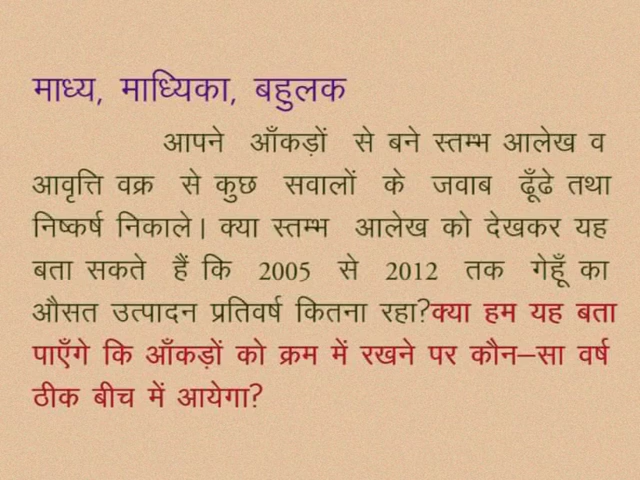 माध्य, माध्यिका, बहुलक
आपने आँकड़ों से बने स्तम्भ आलेख व
आवृत्ति वक्र से कुछ सवालों के जवाब ढूँढे तथा
निष्कर्ष निकाले। क्या स्तम्भ आलेख को देखकर यह
बता सकते हैं कि 2005 से 2012 तक गेहूँ का
औसत उत्पादन प्रतिवर्ष कितना रहा?क्या हम यह बता
पाएँगे कि आँकड़ों को क्रम में रखने पर कौन–सा वर्ष
ठीक बीच में आयेगा?